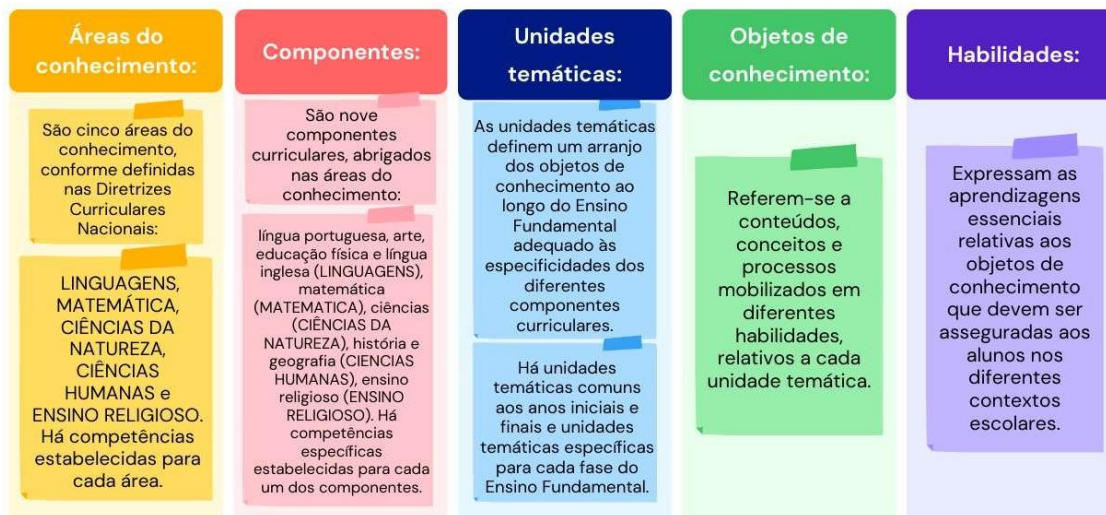 Áreas do
conhecimento:
São cinco áreas do
conhecimento,
conforme definidas
nas Diretrizes
Curriculares
Nacionais:
LINGUAGENS,
MATEMÁTICA,
CIÊNCIAS DA
NATUREZA,
CIÊNCIAS
HUMANAS e
ENSINO RELIGIOSO.
Há competências
estabelecidas para
cada área.
Componentes:
São nove
componentes
curriculares, abrigados
nas áreas do
conhecimento:
língua portuguesa, arte,
educação física e língua
inglesa (LINGUAGENS),
matemática
(MATEMATICA), ciências
(CIÊNCIAS DA
NATUREZA), história e
geografia (CIENCIAS
HUMANAS), ensino
religioso (ENSINO
RELIGIOSO). Há
competências
específicas
estabelecidas para cada
um dos componentes.
Unidades
temáticas:
As unidades temáticas
definem um arranjo
dos objetos de
conhecimento ao
longo do Ensino
Fundamental
adequado às
especificidades dos
diferentes
componentes
curriculares.
Há unidades
temáticas comuns
aos anos iniciais e
finais e unidades
temáticas específicas
para cada fase do
Ensino Fundamental.
Objetos de
conhecimento:
Referem-se a
conteúdos,
conceitos e
processos
mobilizados em
diferentes
habilidades,
relativos a cada
unidade temática.
Habilidades:
Expressam as
aprendizagens
essenciais
relativas aos
objetos de
conhecimento
que devem ser
asseguradas aos
alunos nos
diferentes
contextos
escolares.